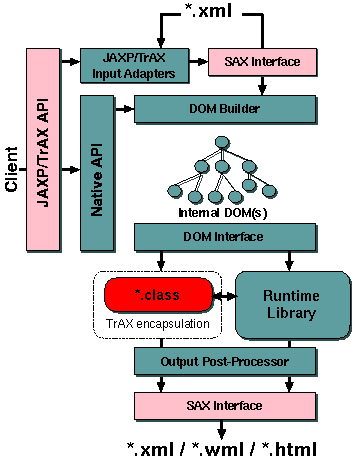 *.xml
JAXP/TrAX
Input Adapters
SAX Interface
DOM Builder
Client
JAXP/TrAX API
Native API
Internal DOM(s)
DOM Interface
*.class
TrAX encapsulation
Runtime
Library
Output Post-Processor
SAX Interface
*.xml / *.wml / *.html